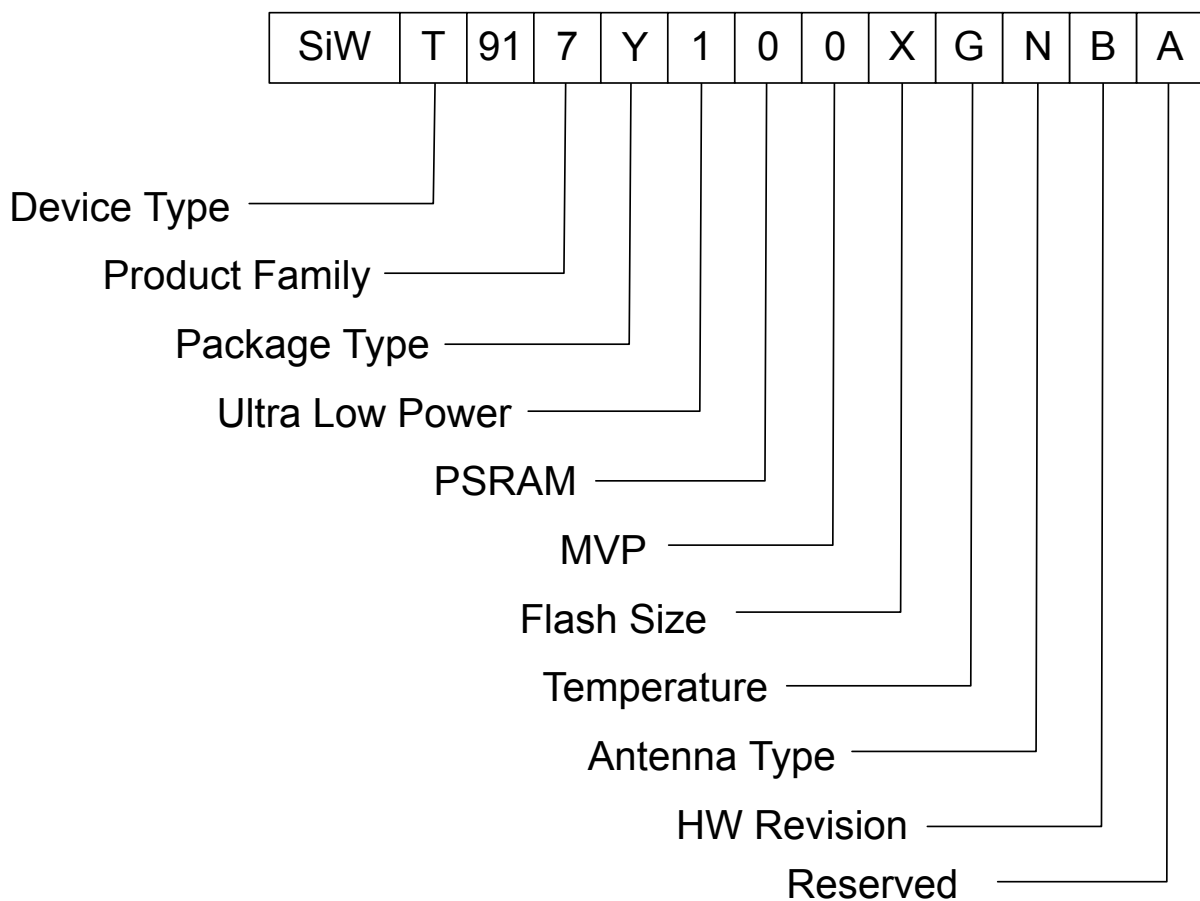 SiW T 91 7 Y 1 0 0 X G N B A
Device Type
Product Family
Package Type
Ultra Low Power
PSRAM
MVP
Flash Size
Temperature
Antenna Type
HW Revision
Reserved